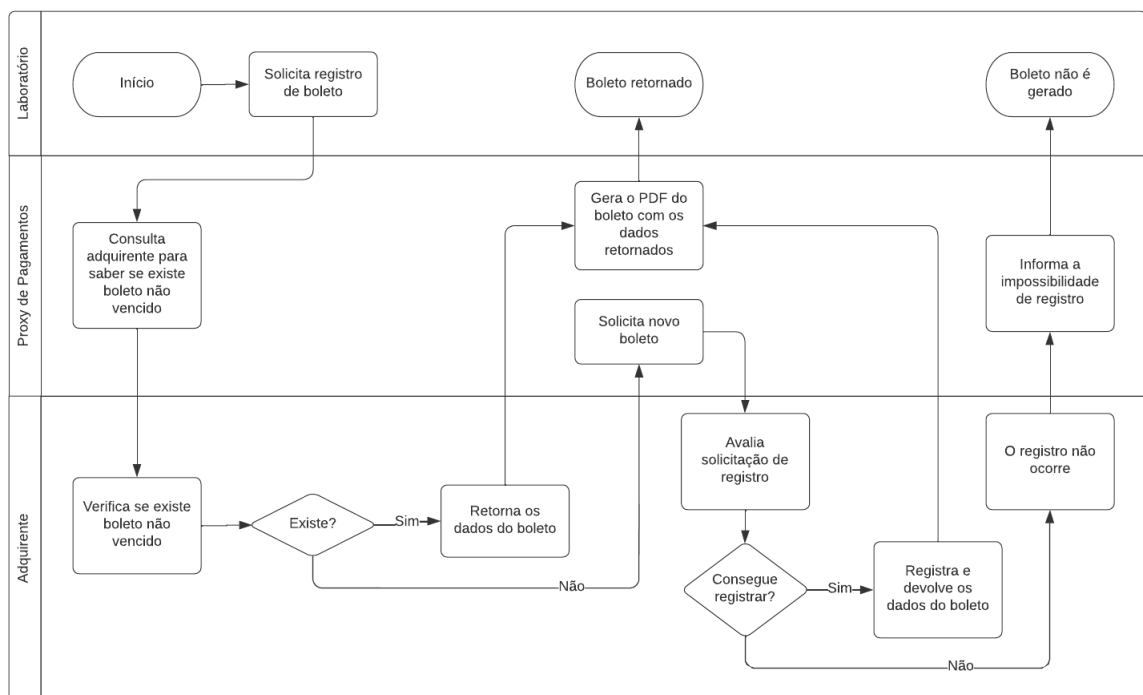 Laboratório
Início
Solicita registro
de boleto
Boleto retornado
Boleto não é
gerado
Proxy de Pagamentos
Consulta
adquirente para
saber se existe
boleto não
vencido
Gera o PDF do
boleto com os
dados
retornados
Solicita novo
boleto
Informa a
impossibilidade
de registro
Adquirente
Verifica se existe
boleto não
vencido
Existe?
Sim
Retorna os
dados do boleto
Não
Avalia
solicitação de
registro
Consegue
registrar?
Sim
Registra e
devolve os
dados do boleto
Não
O registro não
ocorre